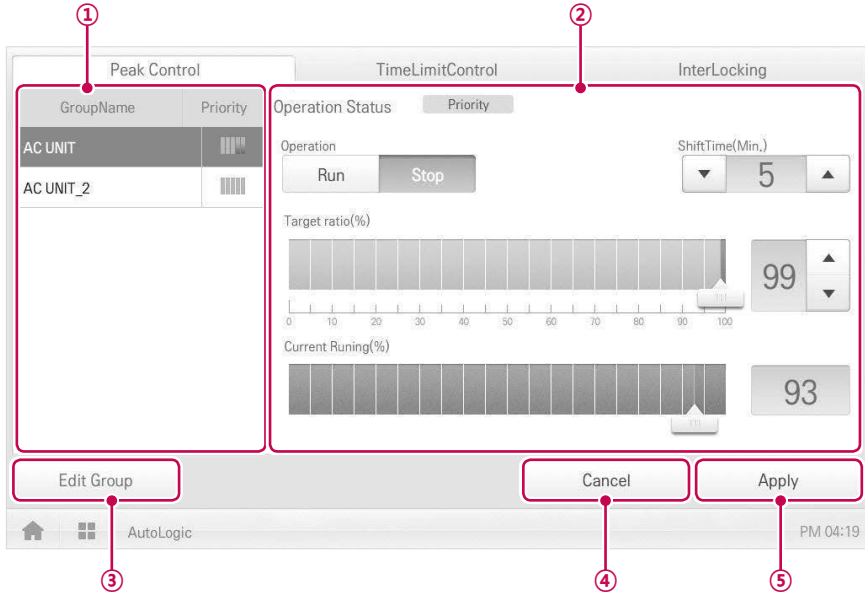 ① ②
Peak Control TimeLimitControl InterLocking
GroupName Priority Operation Status Priority
AC UNIT
AC UNIT_2
Operation ShiftTime(Min.)
Run Stop 5
Target ratio(%)
99
0 10 20 30 40 50 60 70 80 90 100
Current Runing(%)
93
Edit Group Cancel Apply
AutoLogic PM 04:19
③ ④ ⑤